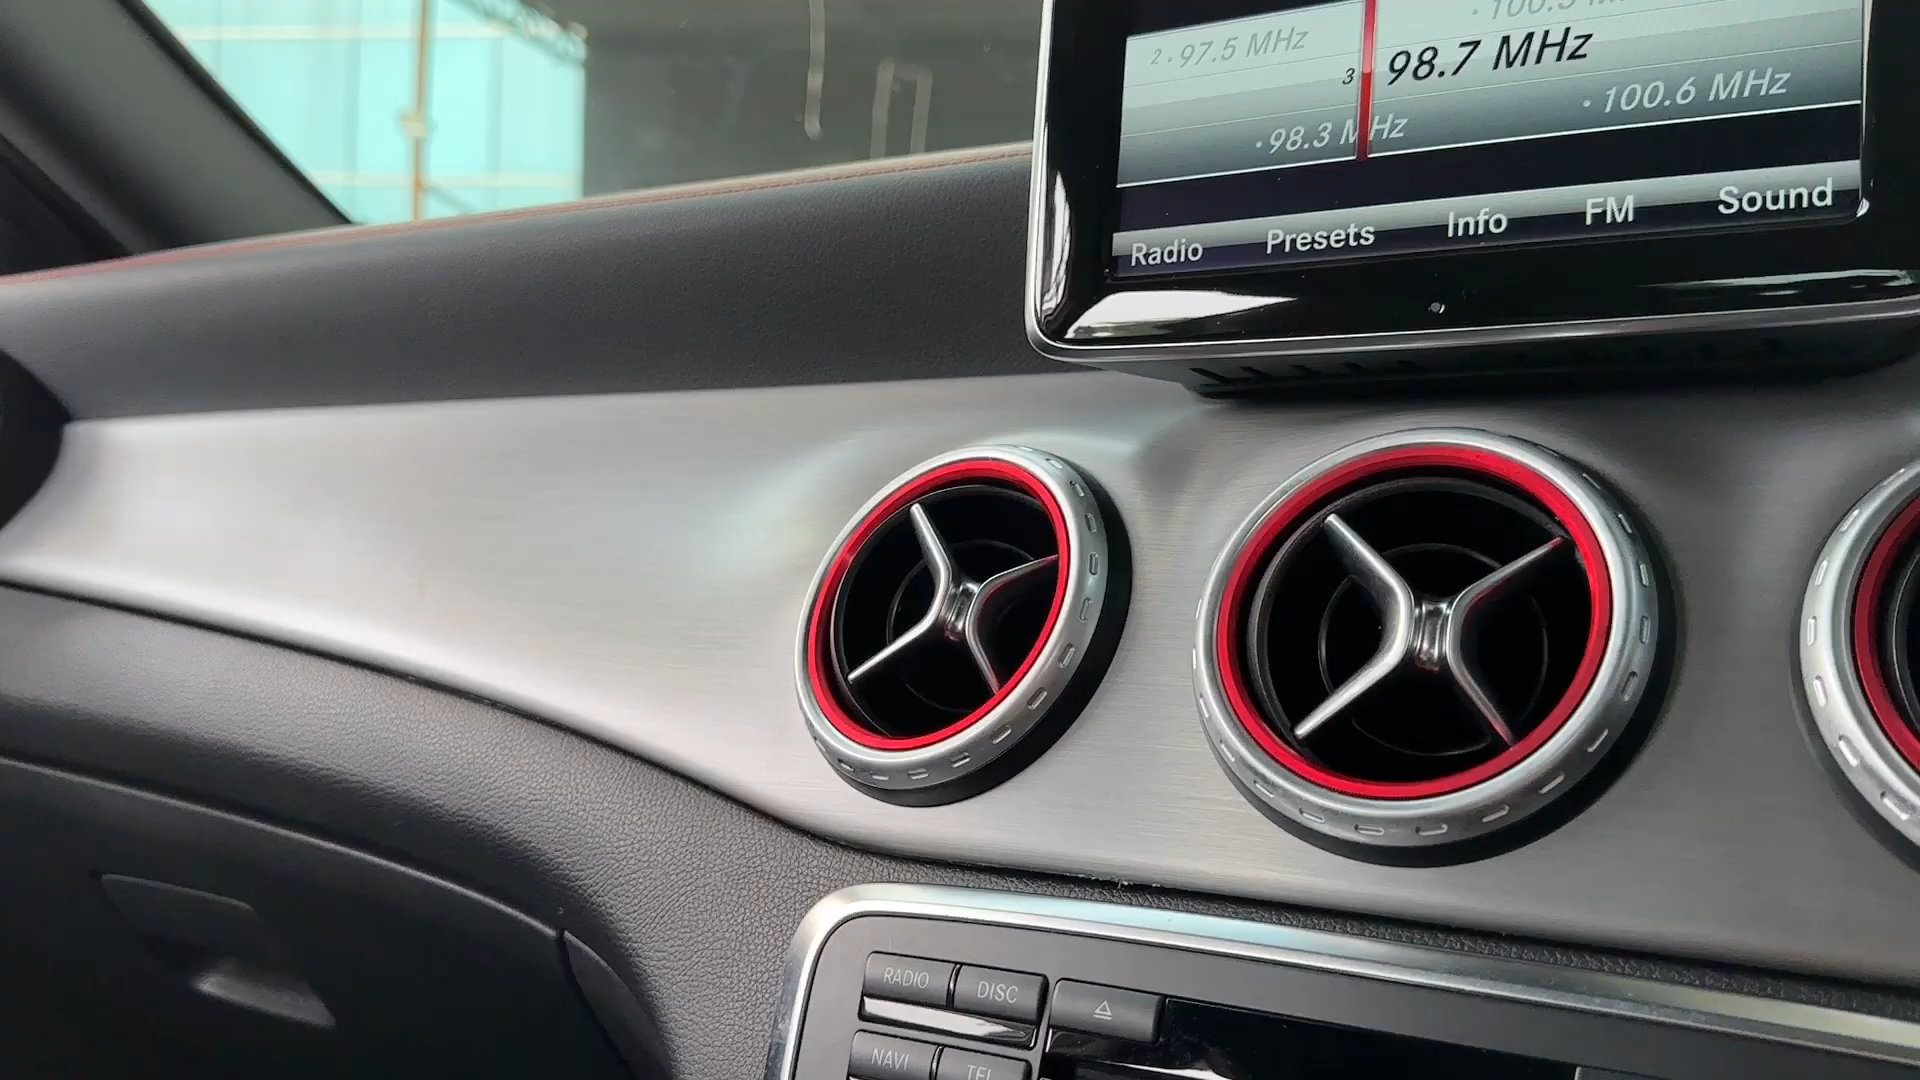 2 · 97.5 MHz
3 98.7 MHz
· 100.6 MHz
· 98.3 MHz
Radio Presets Info FM Sound
RADIO DISC
NAVI TEL